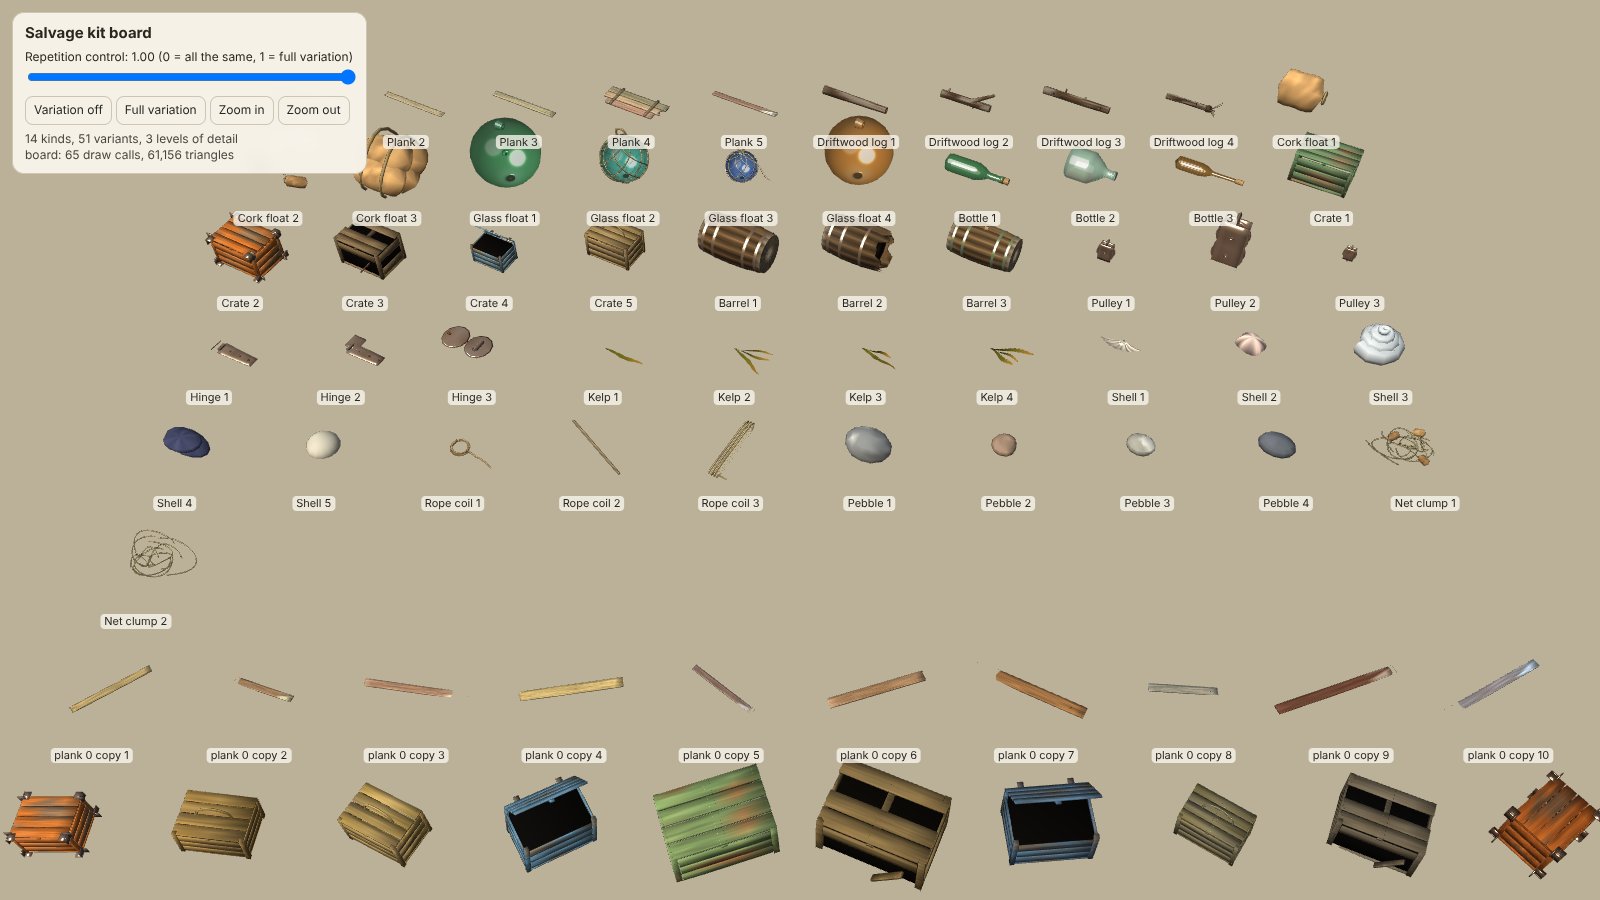 Salvage kit board
Repetition control: 1.00 (0 = all the same, 1 = full variation)
Variation off
Full variation
Zoom in
Zoom out
14 kinds, 51 variants, 3 levels of detail
board: 65 draw calls, 61,156 triangles
Plank 2
Plank 3
Plank 4
Plank 5
Driftwood log 1
Driftwood log 2
Driftwood log 3
Driftwood log 4
Cork float 1
Cork float 2
Cork float 3
Glass float 1
Glass float 2
Glass float 3
Glass float 4
Bottle 1
Bottle 2
Bottle 3
Crate 1
Crate 2
Crate 3
Crate 4
Crate 5
Barrel 1
Barrel 2
Barrel 3
Pulley 1
Pulley 2
Pulley 3
Hinge 1
Hinge 2
Hinge 3
Kelp 1
Kelp 2
Kelp 3
Kelp 4
Shell 1
Shell 2
Shell 3
Shell 4
Shell 5
Rope coil 1
Rope coil 2
Rope coil 3
Pebble 1
Pebble 2
Pebble 3
Pebble 4
Net clump 1
Net clump 2
plank 0 copy 1
plank 0 copy 2
plank 0 copy 3
plank 0 copy 4
plank 0 copy 5
plank 0 copy 6
plank 0 copy 7
plank 0 copy 8
plank 0 copy 9
plank 0 copy 10